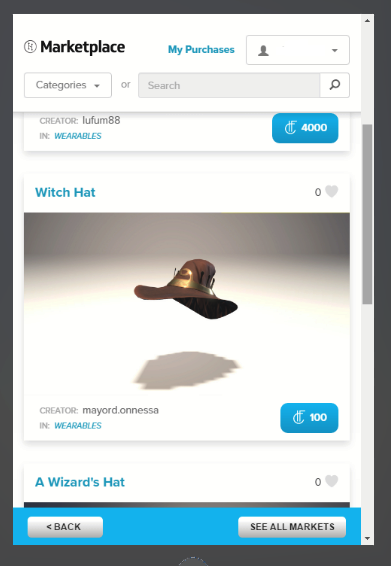 Marketplace
My Purchases
Categories
or
Search
CREATOR: lufum88
IN: WEARABLES
4000
Witch Hat
0
CREATOR: mayord.onnessa
IN: WEARABLES
100
A Wizard's Hat
0
< BACK
SEE ALL MARKETS